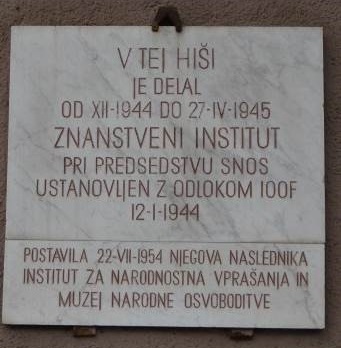 V TEJ HIŠI
JE DELAL
OD XII-1944 DO 27-IV-1945
ZNANSTVENI INSTITUT
PRI PREDSEDSTVU SNOS
USTANOVLJEN Z ODLOKOM IOOF
12-I-1944
POSTAVILA 22-VII-1954 NJEGOVA NASLEDNIKA
INSTITUT ZA NARODNOSTNA VPRAŠANJA IN
MUZEJ NARODNE OSVOBODITVE